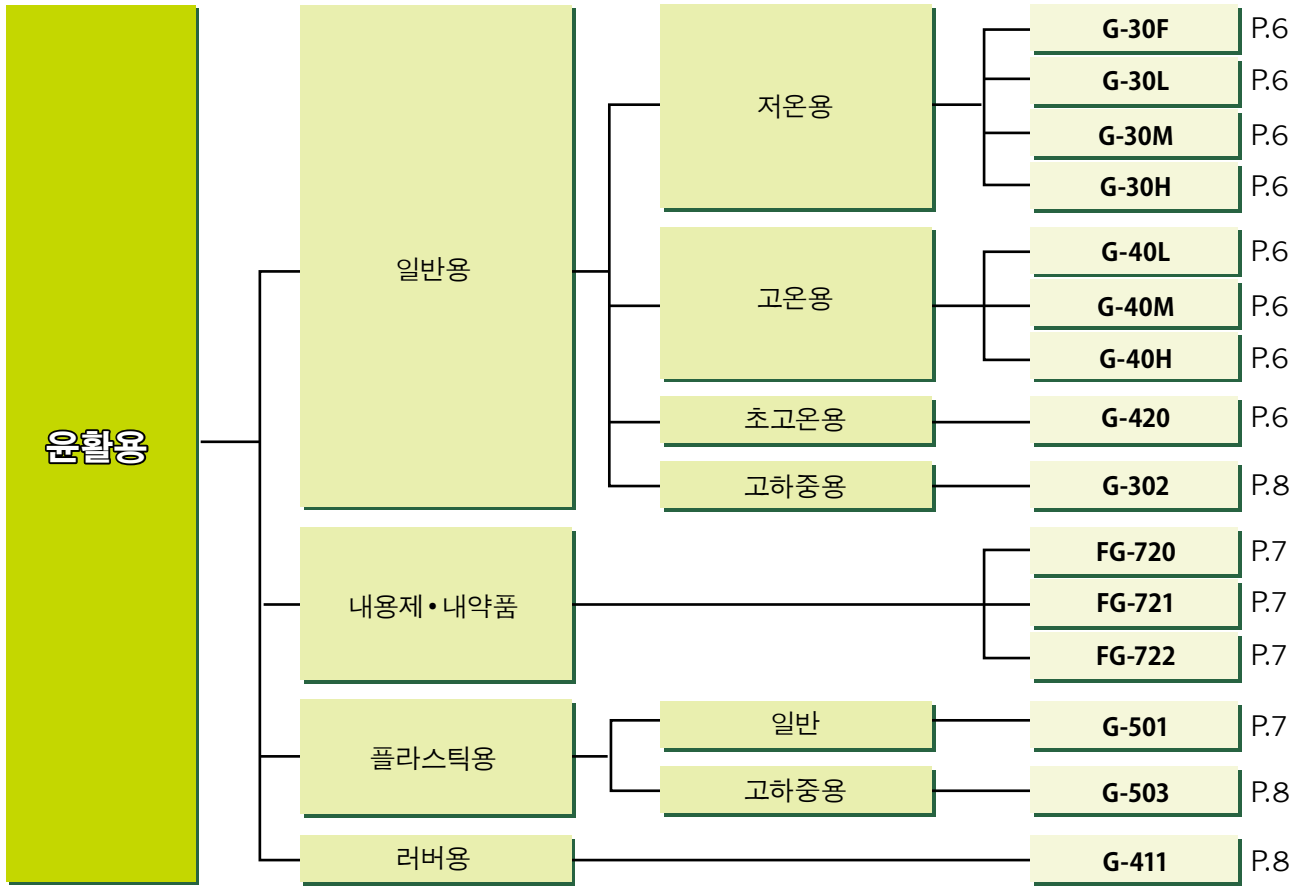 윤활용
일반용
저온용
G-30F P.6
G-30L P.6
G-30M P.6
G-30H P.6
고온용
G-40L P.6
G-40M P.6
G-40H P.6
초고온용
G-420 P.6
고하중용
G-302 P.8
내용제•내약품
FG-720 P.7
FG-721 P.7
FG-722 P.7
플라스틱용
일반
G-501 P.7
고하중용
G-503 P.8
러버용
G-411 P.8